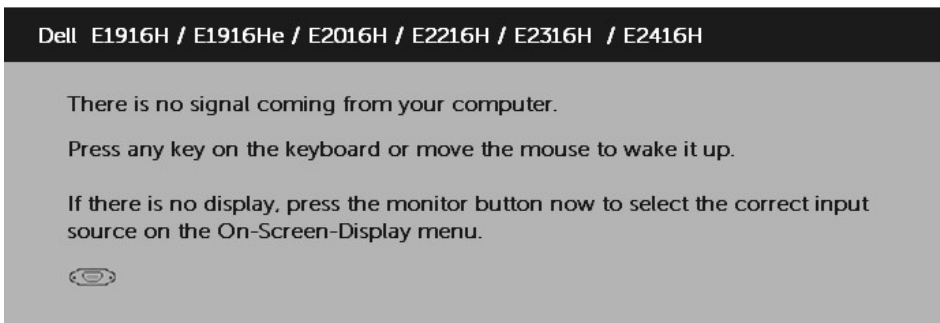 Dell E1916H / E1916He / E2016H / E2216H / E2316H / E2416H
There is no signal coming from your computer.
Press any key on the keyboard or move the mouse to wake it up.
If there is no display, press the monitor button now to select the correct input
source on the On-Screen-Display menu.